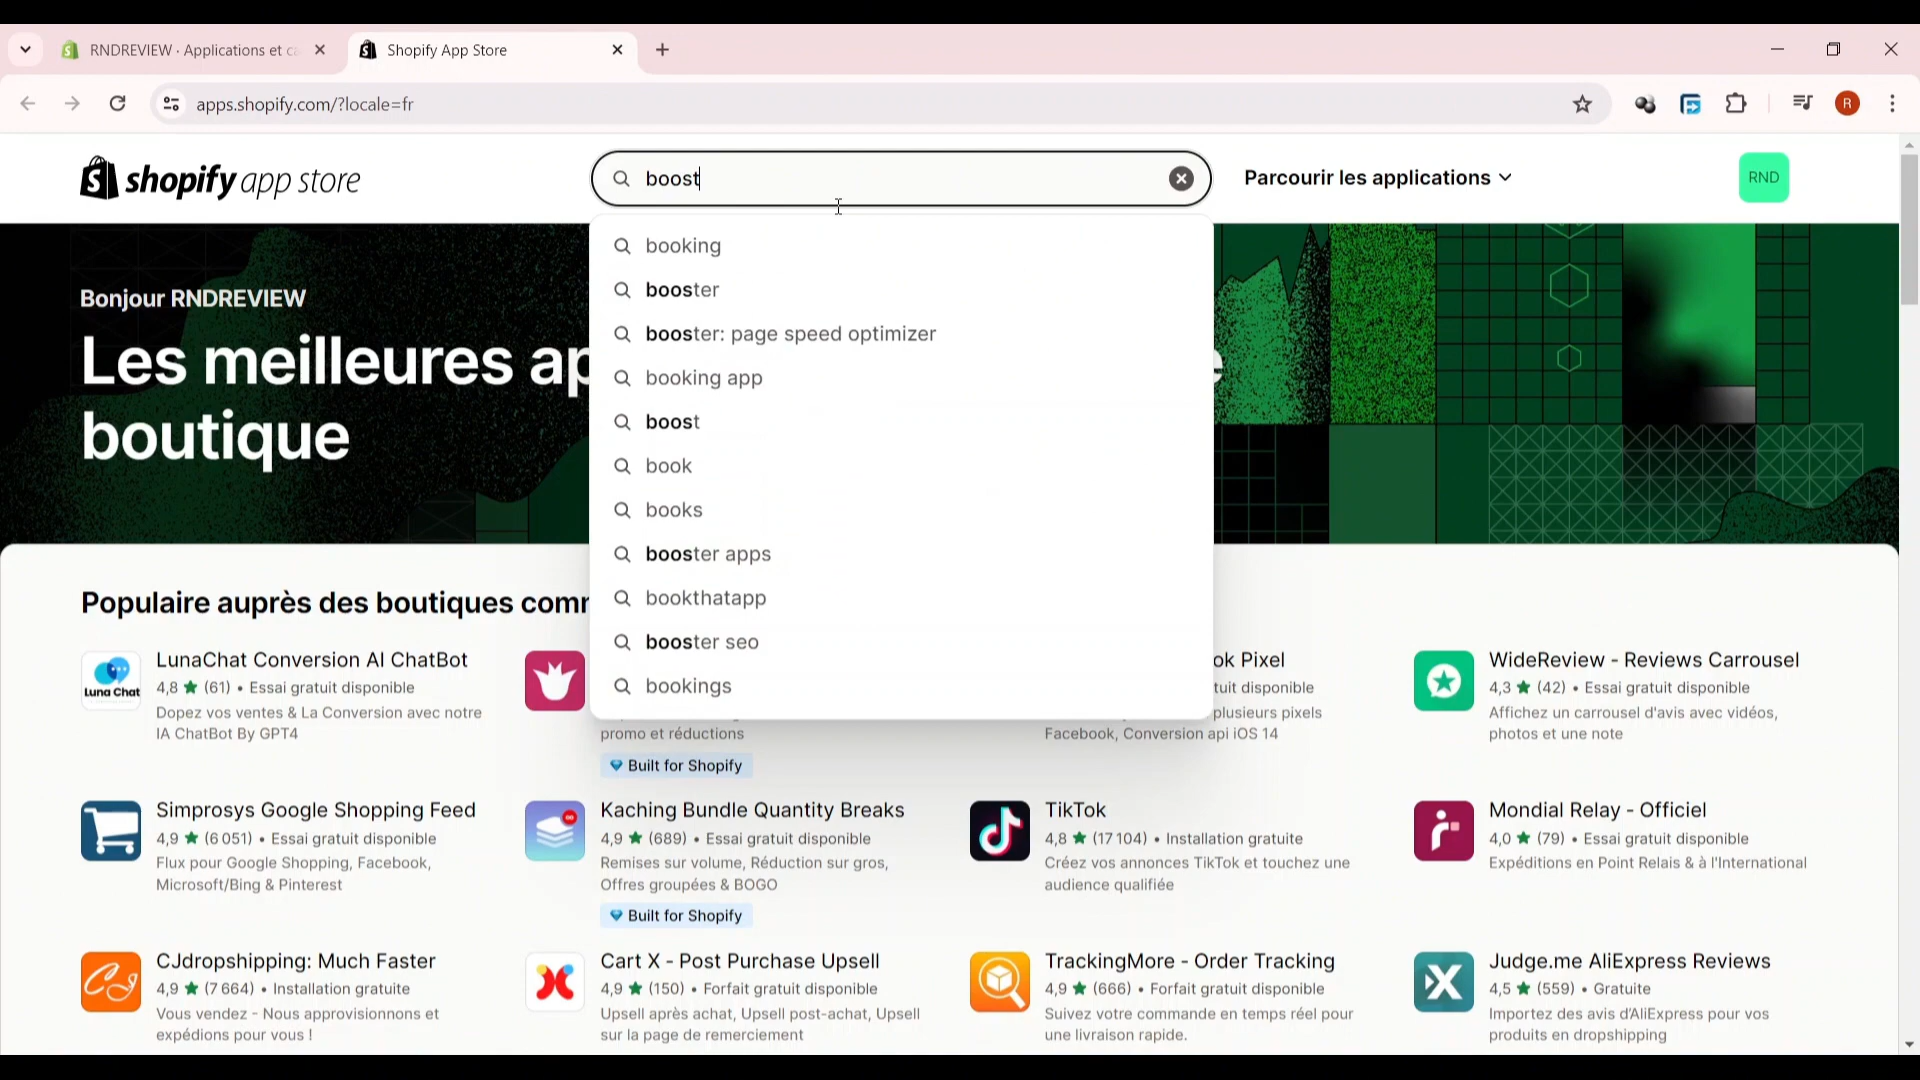 RNDREVIEW · Applications et c
Shopify App Store
apps.shopify.com/?locale=fr
R
shopify app store
boost
Parcourir les applications
RND
Bonjour RNDREVIEW
Les meilleures ap
boutique
booking
booster
booster: page speed optimizer
booking app
boost
book
books
booster apps
bookthatapp
booster seo
bookings
Populaire auprès des boutiques com
Luna Chat
LunaChat Conversion AI ChatBot
4,8 ★ (61) • Essai gratuit disponible
Dopez vos ventes & La Conversion avec notre
IA ChatBot By GPT4
promo et réductions
Built for Shopify
ok Pixel
tuit disponible
plusieurs pixels
Facebook, Conversion api iOS 14
WideReview - Reviews Carrousel
4,3 ★ (42) • Essai gratuit disponible
Affichez un carrousel d'avis avec vidéos,
photos et une note
Simprosys Google Shopping Feed
4,9 ★ (6 051) • Essai gratuit disponible
Flux pour Google Shopping, Facebook,
Microsoft/Bing & Pinterest
Kaching Bundle Quantity Breaks
4,9 ★ (689) • Essai gratuit disponible
Remises sur volume, Réduction sur gros,
Offres groupées & BOGO
Built for Shopify
TikTok
4,8 ★ (17 104) • Installation gratuite
Créez vos annonces TikTok et touchez une
audience qualifiée
Mondial Relay - Officiel
4,0 ★ (79) • Essai gratuit disponible
Expéditions en Point Relais & à l'International
CJdropshipping: Much Faster
4,9 ★ (7 664) • Installation gratuite
Vous vendez - Nous approvisionnons et
expédions pour vous !
Cart X - Post Purchase Upsell
4,9 ★ (150) • Forfait gratuit disponible
Upsell après achat, Upsell post-achat, Upsell
sur la page de remerciement
TrackingMore - Order Tracking
4,9 ★ (666) • Forfait gratuit disponible
Suivez votre commande en temps réel pour
une livraison rapide.
Judge.me AliExpress Reviews
4,5 ★ (559) • Gratuite
Importez des avis d'AliExpress pour vos
produits en dropshipping